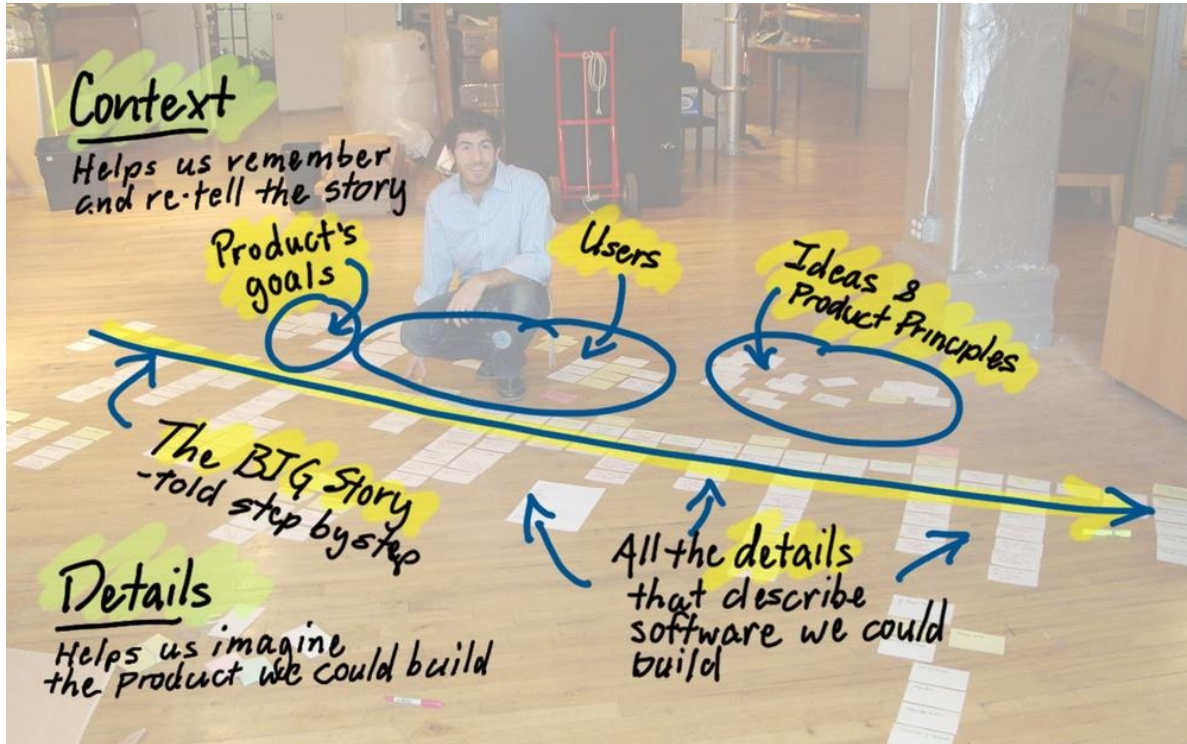 Context
Helps us remember
and re-tell the story
Product's
goals
Users
Ideas &
Product Principles
The BIG Story
-told step by step
Details
Helps us imagine
the product we could build
All the details
that describe
software we could
build